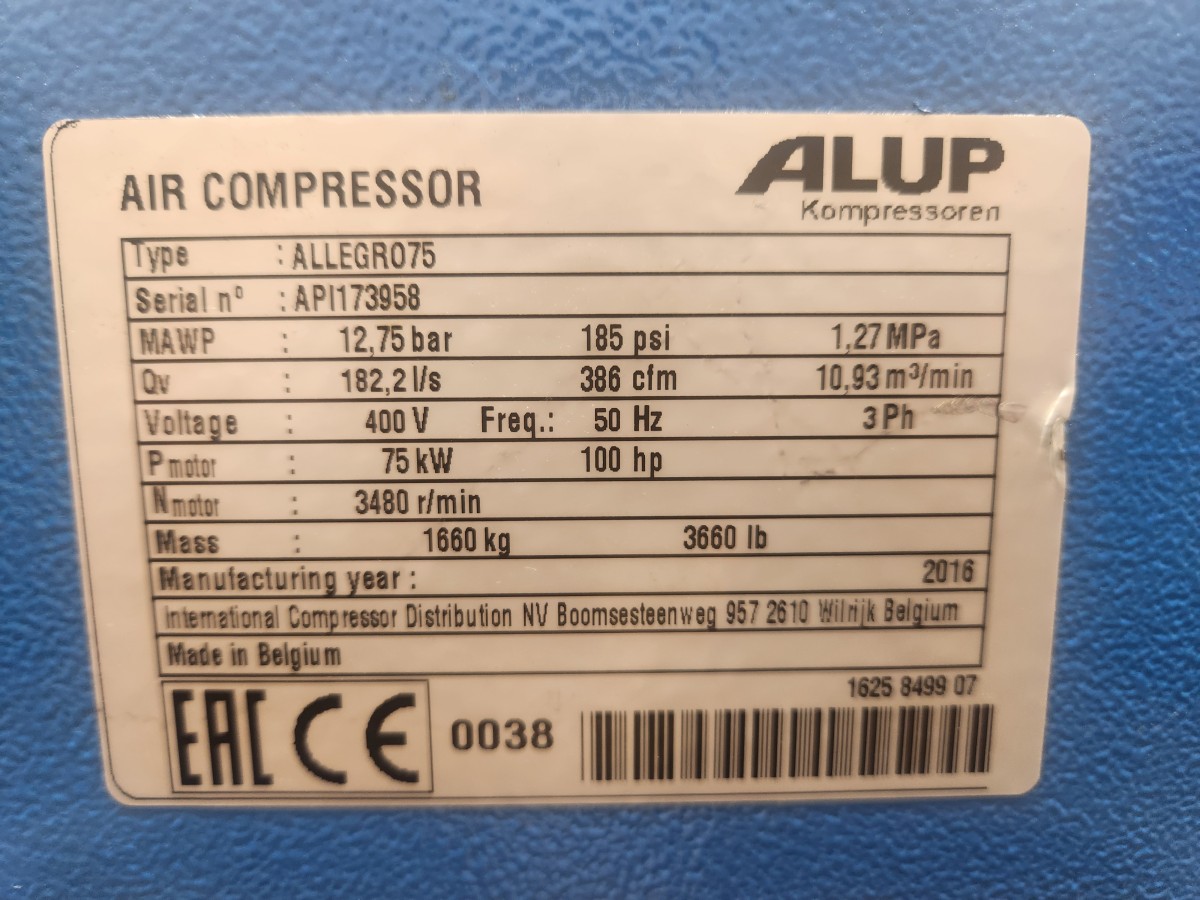 ALUP
Kompressoren
AIR COMPRESSOR
Type : ALLEGRO75
Serial nº : API173958
MAWP : 12,75 bar 185 psi 1,27 MPa
Qv : 182,2 l/s 386 cfm 10,93 m³/min
Voltage : 400 V Freq.: 50 Hz 3 Ph
P motor : 75 kW 100 hp
N motor : 3480 r/min
Mass : 1660 kg 3660 lb
Manufacturing year : 2016
International Compressor Distribution NV Boomsesteenweg 957 2610 Wilrijk Belgium
Made in Belgium
1625 8499 07
EAC CE 0038